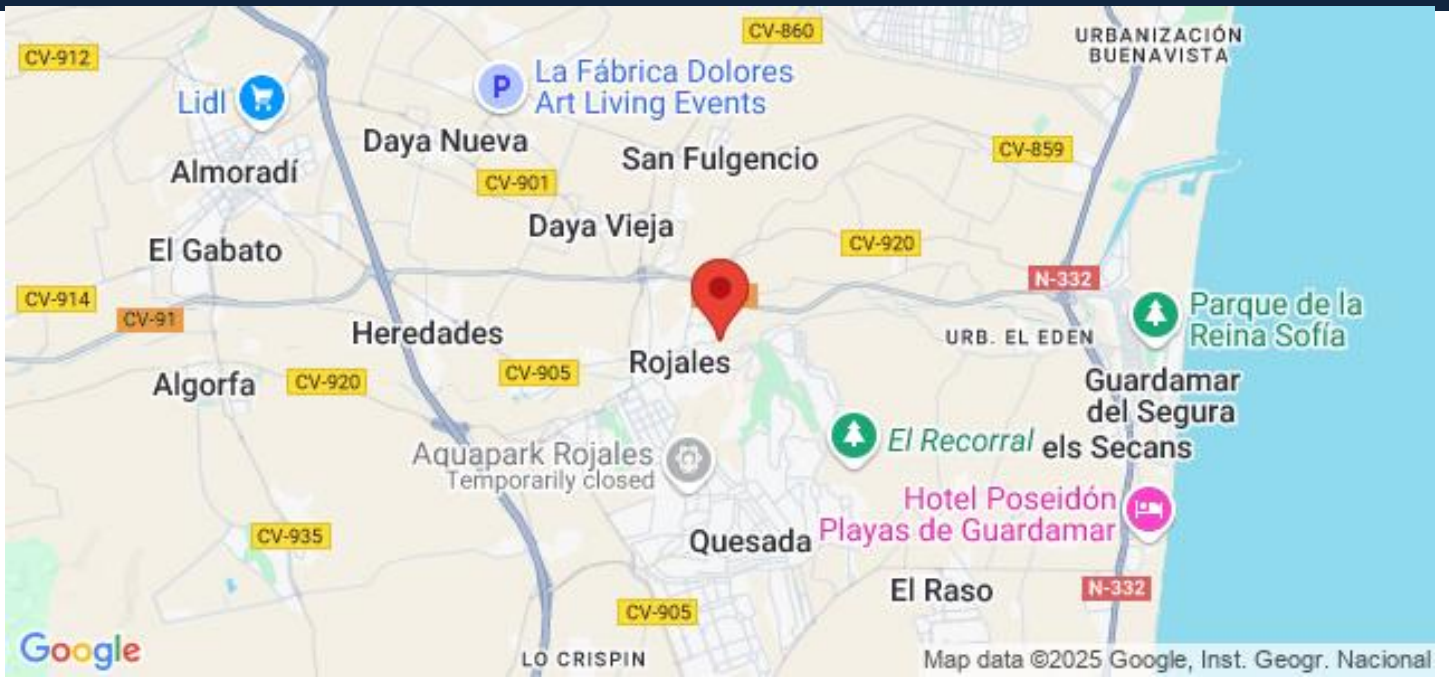 CV-860
URBANIZACIÓN
BUENAVISTA
CV-912
La Fábrica Dolores
Art Living Events
P
Lidl
Daya Nueva
San Fulgencio
CV-859
Almoradí
CV-901
Daya Vieja
El Gabato
CV-920
N-332
CV-914
CV-91
Parque de la
Reina Sofía
Heredades
URB. EL EDEN
Rojales
CV-905
Algorfa
CV-920
Guardamar
del Segura
El Recorral
els Secans
Aquapark Rojales
Temporarily closed
Hotel Poseidón
Playas de Guardamar
CV-935
Quesada
El Raso
N-332
CV-905
Google
LO CRISPIN
Map data ©2025 Google, Inst. Geogr. Nacional